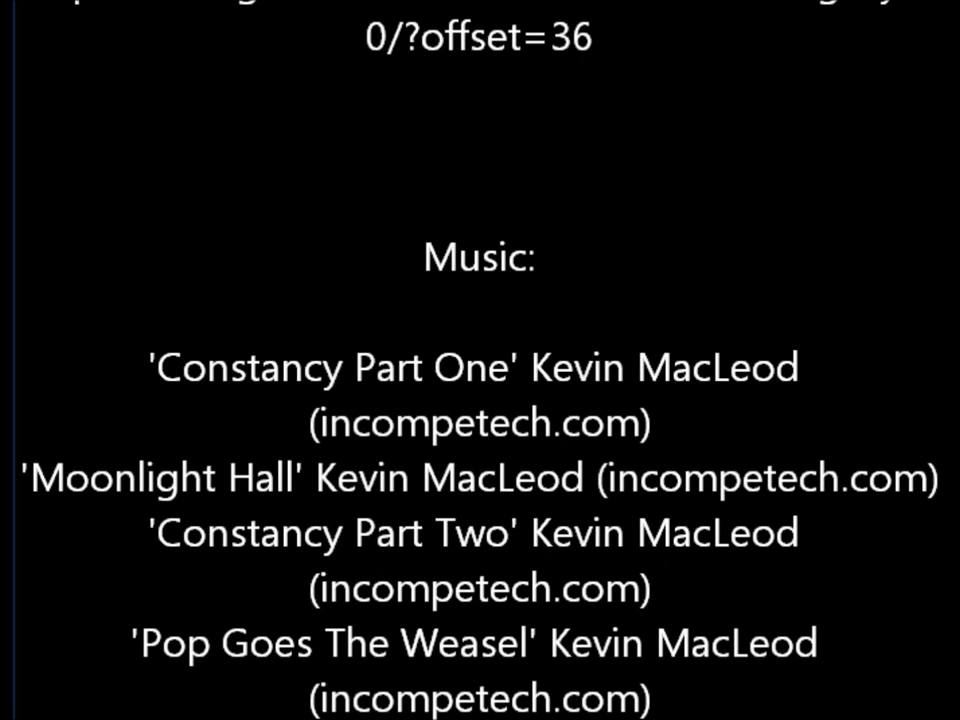 0/?offset=36
Music:
'Constancy Part One' Kevin MacLeod
(incompetech.com)
'Moonlight Hall' Kevin MacLeod (incompetech.com)
'Constancy Part Two' Kevin MacLeod
(incompetech.com)
'Pop Goes The Weasel' Kevin MacLeod
(incompetech.com)